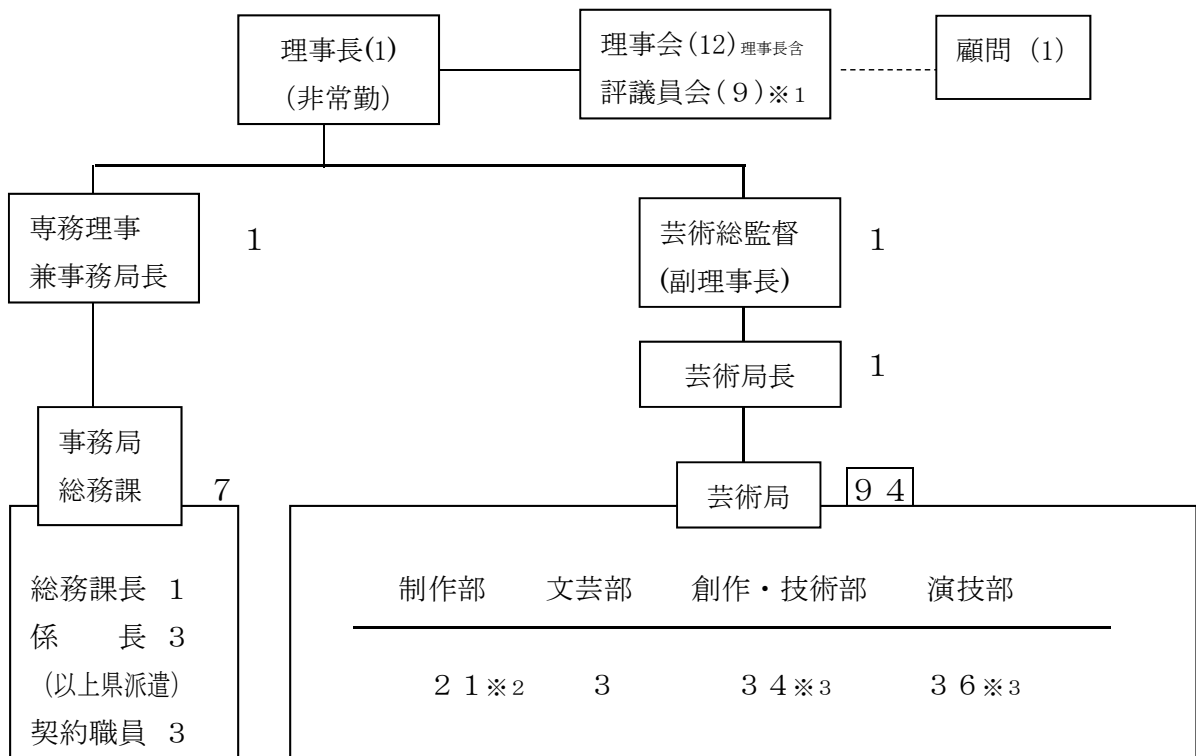 理事長(1)
(非常勤)
理事会(12)理事長含
評議員会(9)※1
顧問 (1)
専務理事
兼事務局長
1
芸術総監督
(副理事長)
1
芸術局長
1
事務局
総務課
7
芸術局
94
総務課長 1
係 長 3
(以上県派遣)
契約職員 3
制作部 文芸部 創作・技術部 演技部
21※2 3 34※3 36※3